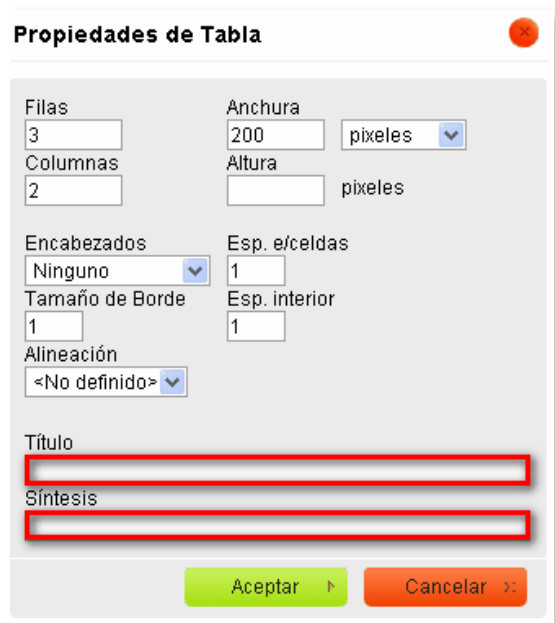 Propiedades de Tabla
Filas Anchura
3 200 pixeles
Columnas Altura
2 pixeles
Encabezados Esp. e/celdas
Ninguno 1
Tamaño de Borde Esp. interior
1 1
Alineación
<No definido>
Título
Síntesis
Aceptar Cancelar